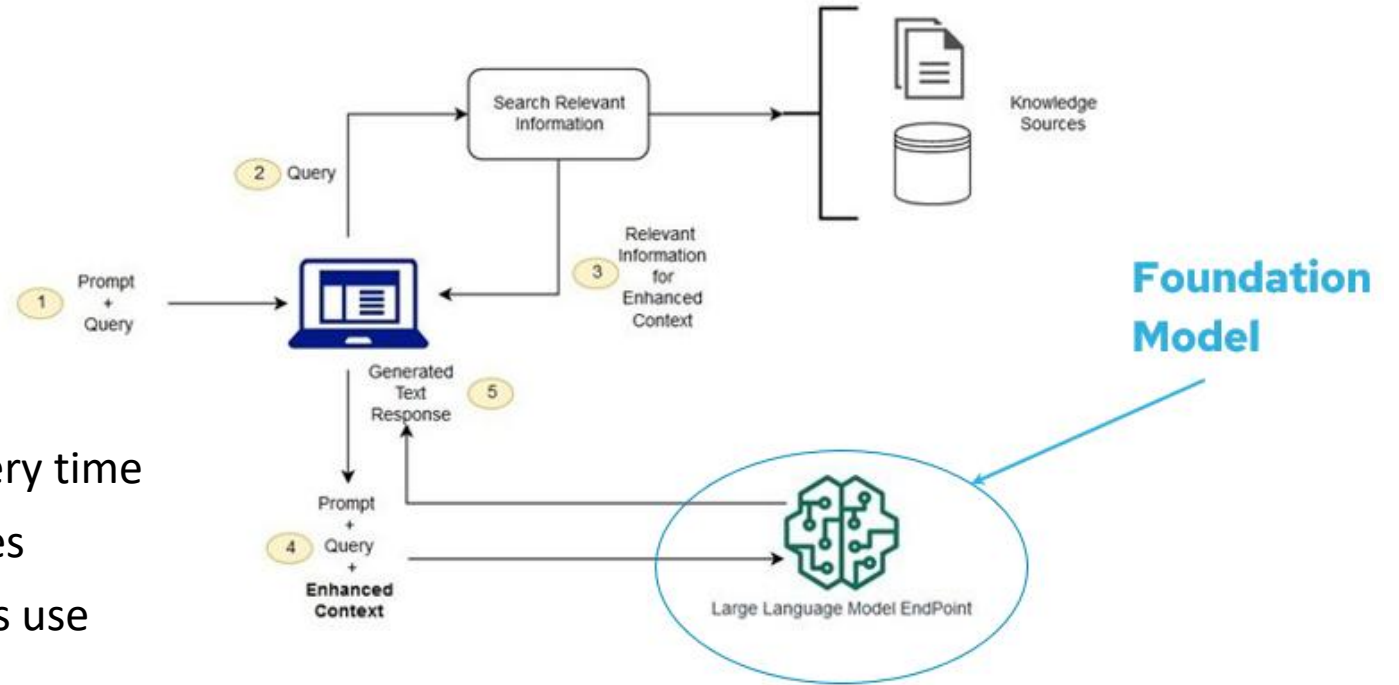 Search Relevant
Information
Knowledge
Sources
2 Query
Relevant
Information
for
Enhanced
Context
3
1
Prompt
+
Query
Foundation
Model
Generated
Text
Response
5
ery time
es
s use
4
Prompt
+
Query
+
Enhanced
Context
Large Language Model EndPoint